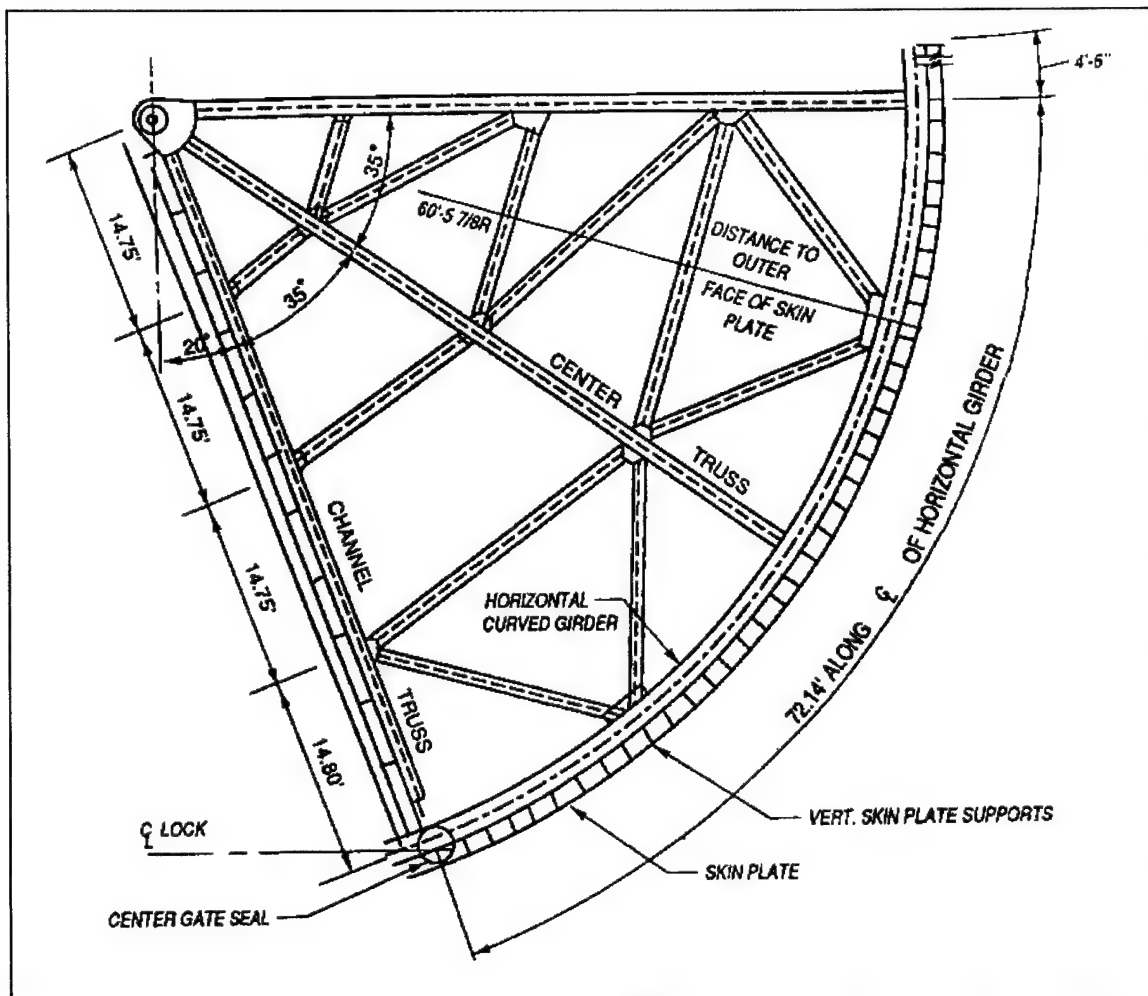 4'-6"
35°
14.75'
60'-5 7/8R
DISTANCE TO
OUTER
FACE OF SKIN
PLATE
35°
20°
14.75'
CENTER
TRUSS
CHANNEL
TRUSS
14.75'
HORIZONTAL
CURVED GIRDER
72.14' ALONG ℄ OF HORIZONTAL GIRDER
14.80'
℄ LOCK
VERT. SKIN PLATE SUPPORTS
SKIN PLATE
CENTER GATE SEAL